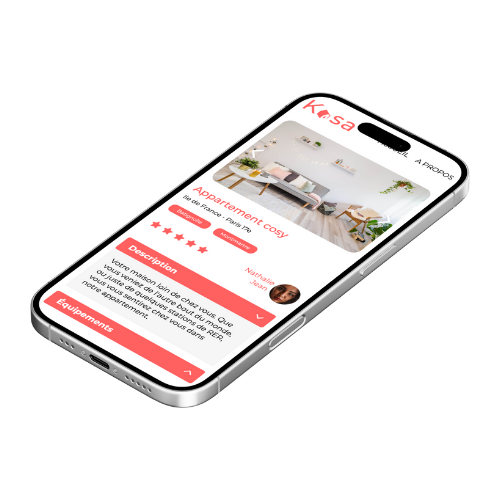 Kasa
ACCUEIL A PROPOS
Appartement cosy
Ile de France - Paris 17e
Batignolle
Montmartre
Nathalie
Jean
Description
Votre maison loin de chez vous. Que
vous veniez de l'autre bout du monde,
ou juste de quelques stations de RER,
vous vous sentirez chez vous dans
notre appartement.
Équipements